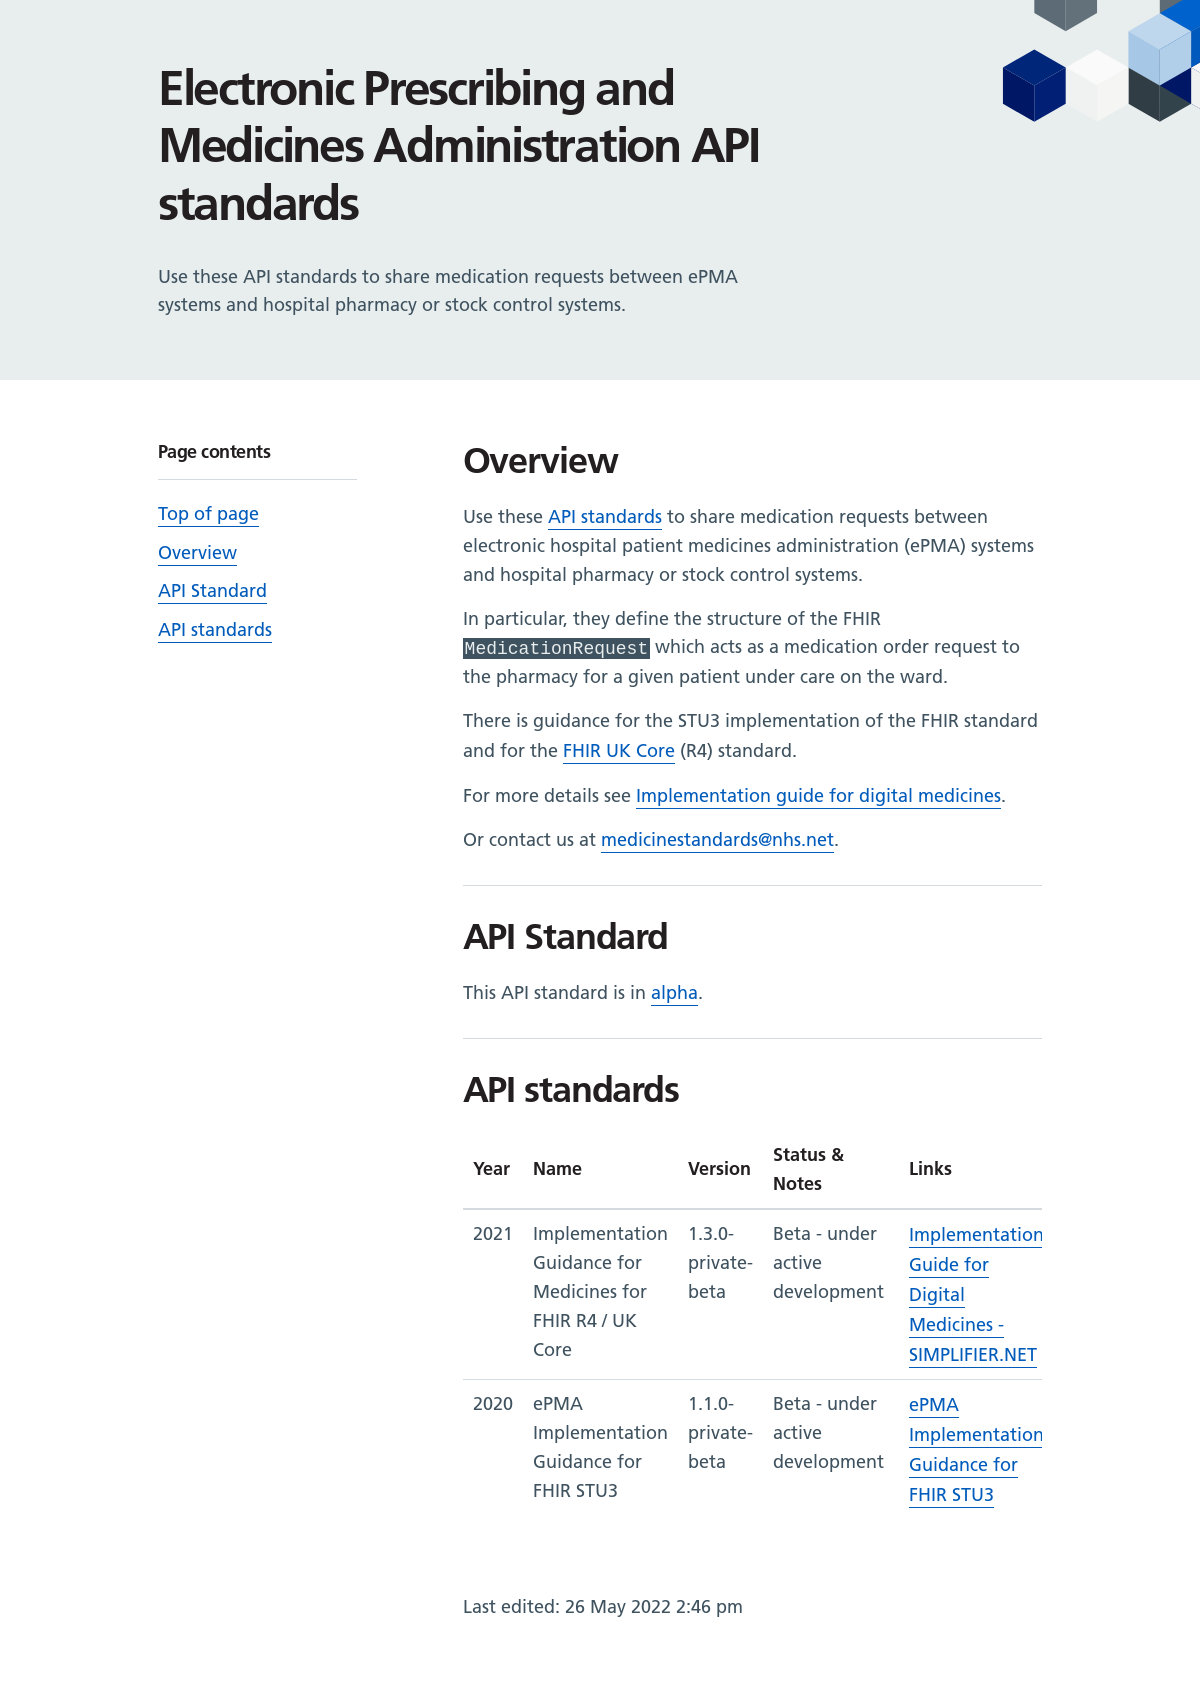 Electronic Prescribing and
Medicines Administration API
standards
Use these API standards to share medication requests between ePMA
systems and hospital pharmacy or stock control systems.
Page contents
Top of page
Overview
API Standard
API standards
Overview
Use these API standards to share medication requests between
electronic hospital patient medicines administration (ePMA) systems
and hospital pharmacy or stock control systems.
In particular, they define the structure of the FHIR
MedicationRequest which acts as a medication order request to
the pharmacy for a given patient under care on the ward.
There is guidance for the STU3 implementation of the FHIR standard
and for the FHIR UK Core (R4) standard.
For more details see Implementation guide for digital medicines.
Or contact us at medicinestandards@nhs.net.
API Standard
This API standard is in alpha.
API standards
Year Name Version Status & Notes Links
2021 Implementation 1.3.0- Beta - under Implementation
Guidance for private- active Guide for
Medicines for beta development Digital
FHIR R4 / UK Medicines -
Core SIMPLIFIER.NET
2020 ePMA 1.1.0- Beta - under ePMA
Implementation private- active Implementation
Guidance for beta development Guidance for
FHIR STU3 FHIR STU3
Last edited: 26 May 2022 2:46 pm